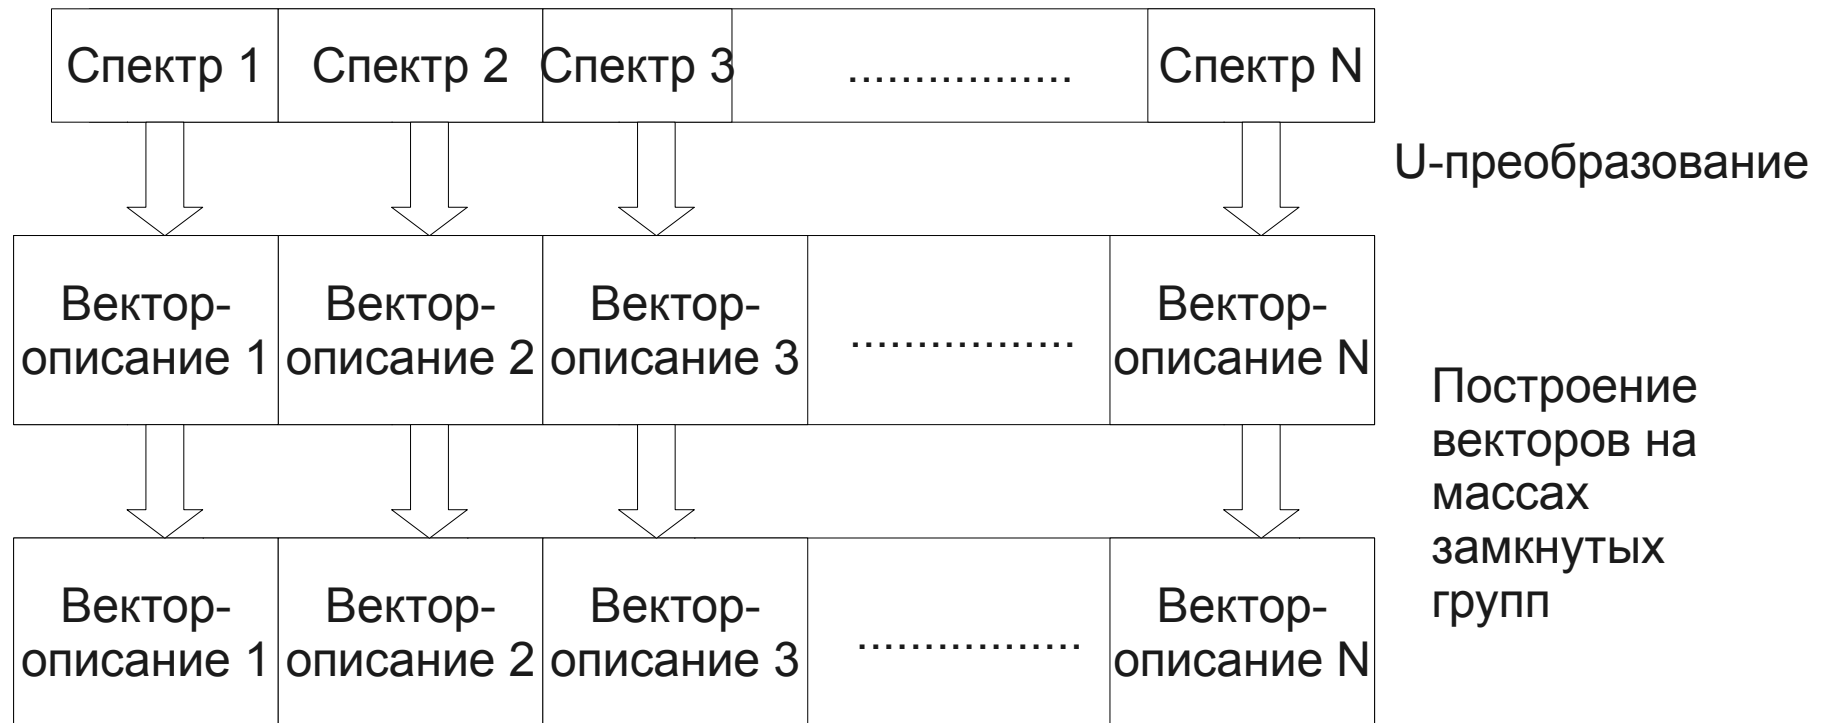 Спектр 1 Спектр 2 Спектр 3 ................. Спектр N
U-преобразование
Вектор- Вектор- Вектор- Вектор-
описание 1 описание 2 описание 3 ................. описание N
Построение
векторов на
массах
замкнутых
групп
Вектор- Вектор- Вектор- Вектор-
описание 1 описание 2 описание 3 ................. описание N